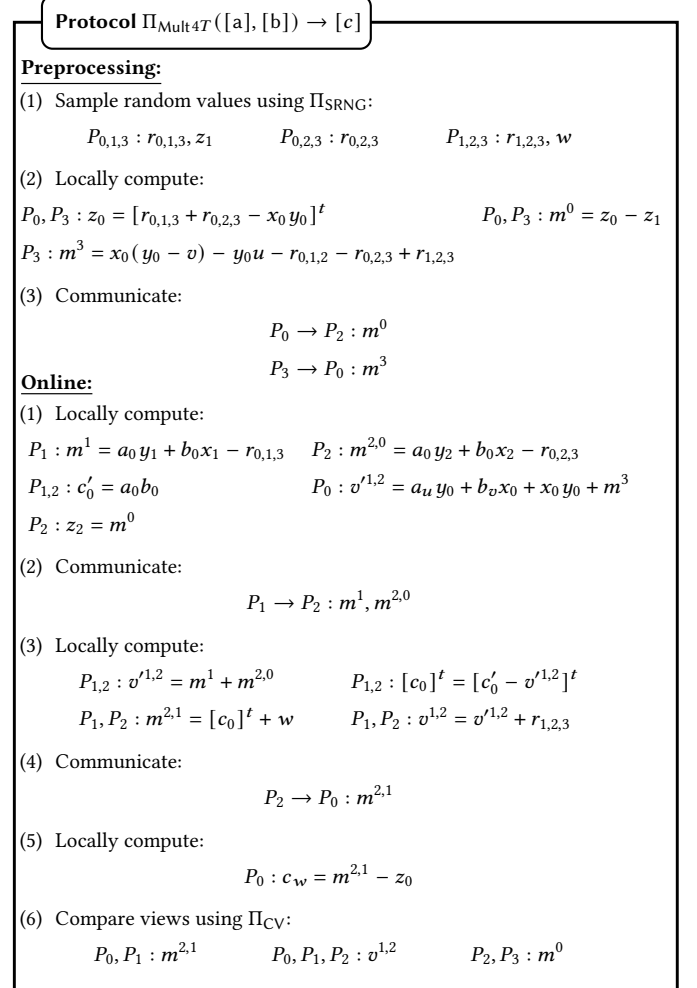 Protocol Π_Mult4T([a], [b]) → [c]
Preprocessing:
(1) Sample random values using Π_SRNG:
P_{0,1,3} : r_{0,1,3}, z_1 P_{0,2,3} : r_{0,2,3} P_{1,2,3} : r_{1,2,3}, w
(2) Locally compute:
P_0, P_3 : z_0 = [r_{0,1,3} + r_{0,2,3} − x_0 y_0]^t P_0, P_3 : m^0 = z_0 − z_1
P_3 : m^3 = x_0(y_0 − v) − y_0 u − r_{0,1,2} − r_{0,2,3} + r_{1,2,3}
(3) Communicate:
P_0 → P_2 : m^0
P_3 → P_0 : m^3
Online:
(1) Locally compute:
P_1 : m^1 = a_0 y_1 + b_0 x_1 − r_{0,1,3} P_2 : m^{2,0} = a_0 y_2 + b_0 x_2 − r_{0,2,3}
P_{1,2} : c'_0 = a_0 b_0 P_0 : v'^{1,2} = a_u y_0 + b_v x_0 + x_0 y_0 + m^3
P_2 : z_2 = m^0
(2) Communicate:
P_1 → P_2 : m^1, m^{2,0}
(3) Locally compute:
P_{1,2} : v'^{1,2} = m^1 + m^{2,0} P_{1,2} : [c_0]^t = [c'_0 − v'^{1,2}]^t
P_1, P_2 : m^{2,1} = [c_0]^t + w P_1, P_2 : v^{1,2} = v'^{1,2} + r_{1,2,3}
(4) Communicate:
P_2 → P_0 : m^{2,1}
(5) Locally compute:
P_0 : c_w = m^{2,1} − z_0
(6) Compare views using Π_CV:
P_0, P_1 : m^{2,1} P_0, P_1, P_2 : v^{1,2} P_2, P_3 : m^0